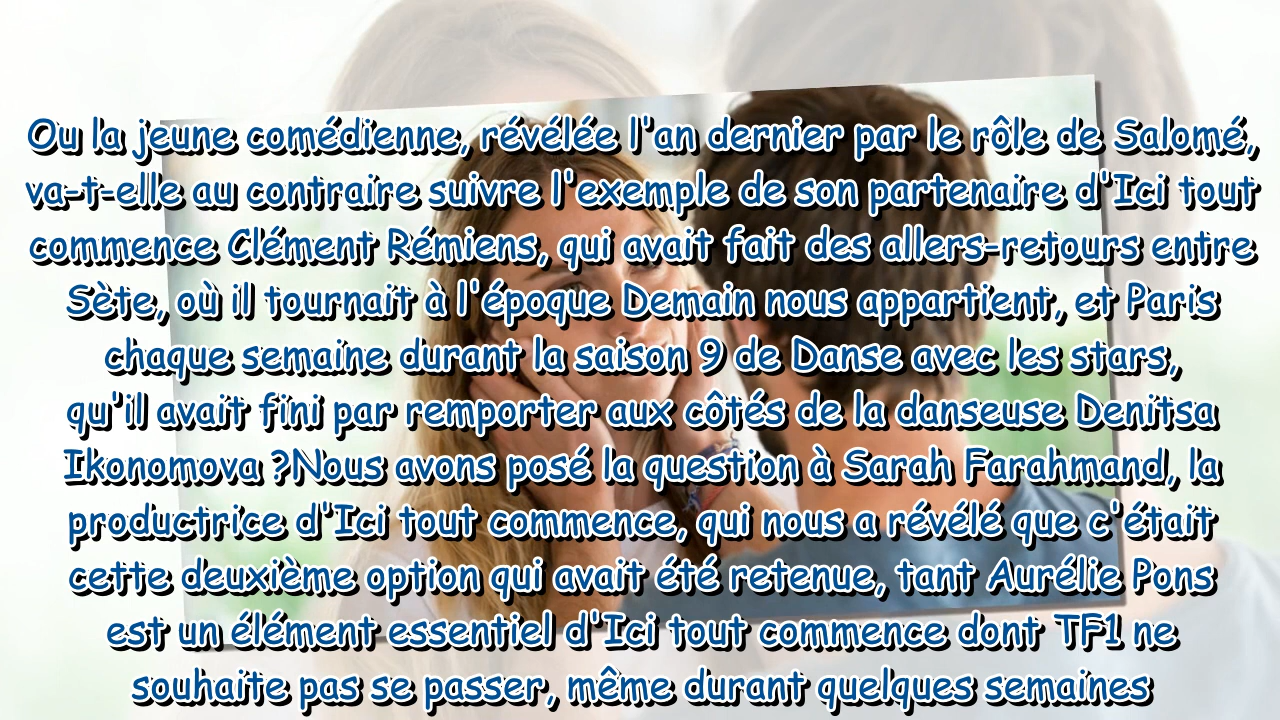 Ou la jeune comédienne, révélée l'an dernier par le rôle de Salomé,
va-t-elle au contraire suivre l'exemple de son partenaire d'Ici tout
commence Clément Rémiens, qui avait fait des allers-retours entre
Sète, où il tournait à l'époque Demain nous appartient, et Paris
chaque semaine durant la saison 9 de Danse avec les stars,
qu'il avait fini par remporter aux côtés de la danseuse Denitsa
Ikonomova ?Nous avons posé la question à Sarah Farahmand, la
productrice d'Ici tout commence, qui nous a révélé que c'était
cette deuxième option qui avait été retenue, tant Aurélie Pons
est un élément essentiel d'Ici tout commence dont TF1 ne
souhaite pas se passer, même durant quelques semaines